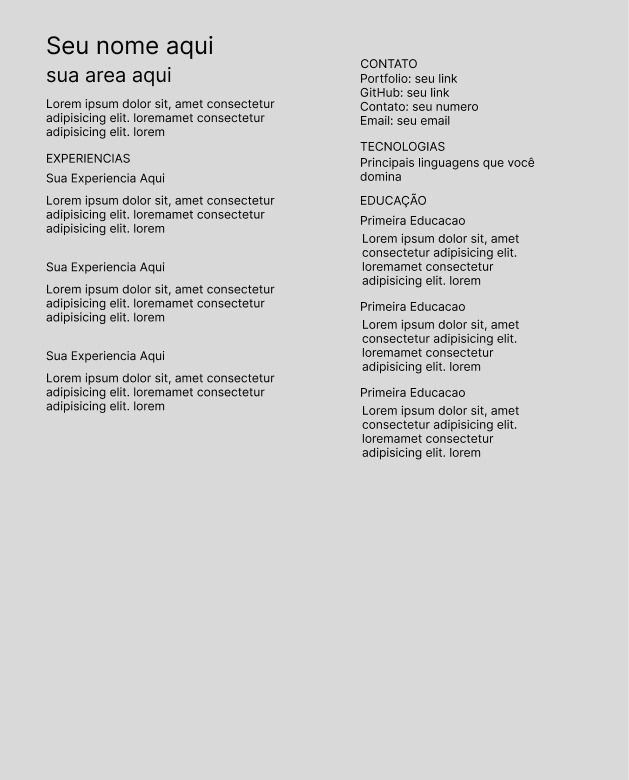 Seu nome aqui
sua area aqui
Lorem ipsum dolor sit, amet consectetur
adipisicing elit. loremamet consectetur
adipisicing elit. lorem
EXPERIENCIAS
Sua Experiencia Aqui
Lorem ipsum dolor sit, amet consectetur
adipisicing elit. loremamet consectetur
adipisicing elit. lorem
Sua Experiencia Aqui
Lorem ipsum dolor sit, amet consectetur
adipisicing elit. loremamet consectetur
adipisicing elit. lorem
Sua Experiencia Aqui
Lorem ipsum dolor sit, amet consectetur
adipisicing elit. loremamet consectetur
adipisicing elit. lorem
CONTATO
Portfolio: seu link
GitHub: seu link
Contato: seu numero
Email: seu email
TECNOLOGIAS
Principais linguagens que você
domina
EDUCAÇÃO
Primeira Educacao
Lorem ipsum dolor sit, amet
consectetur adipisicing elit.
loremamet consectetur
adipisicing elit. lorem
Primeira Educacao
Lorem ipsum dolor sit, amet
consectetur adipisicing elit.
loremamet consectetur
adipisicing elit. lorem
Primeira Educacao
Lorem ipsum dolor sit, amet
consectetur adipisicing elit.
loremamet consectetur
adipisicing elit. lorem